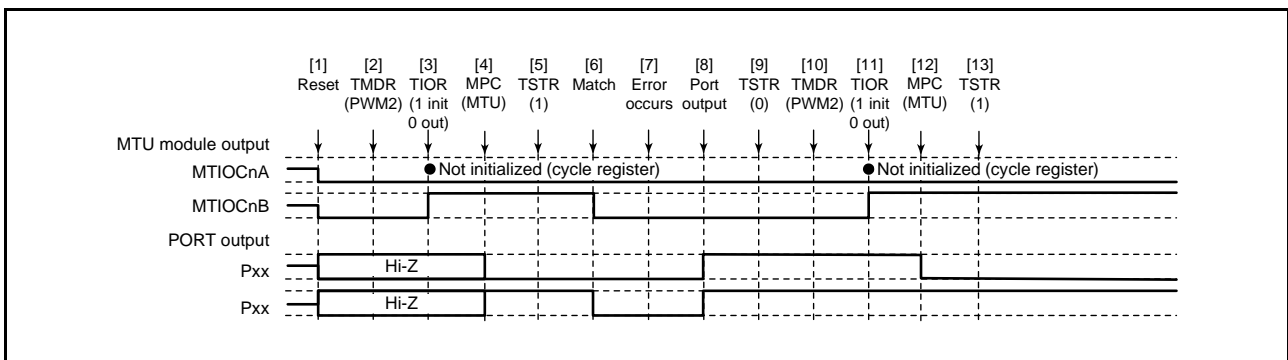 [1] [2] [3] [4] [5] [6] [7] [8] [9] [10] [11] [12] [13]
Reset TMDR TIOR MPC TSTR Match Error Port TSTR TMDR TIOR MPC TSTR
(PWM2) (1 init (MTU) (1) occurs output (0) (PWM2) (1 init (MTU) (1)
0 out) 0 out)
MTU module output
MTIOCnA Not initialized (cycle register) Not initialized (cycle register)
MTIOCnB
PORT output
Pxx Hi-Z
Pxx Hi-Z